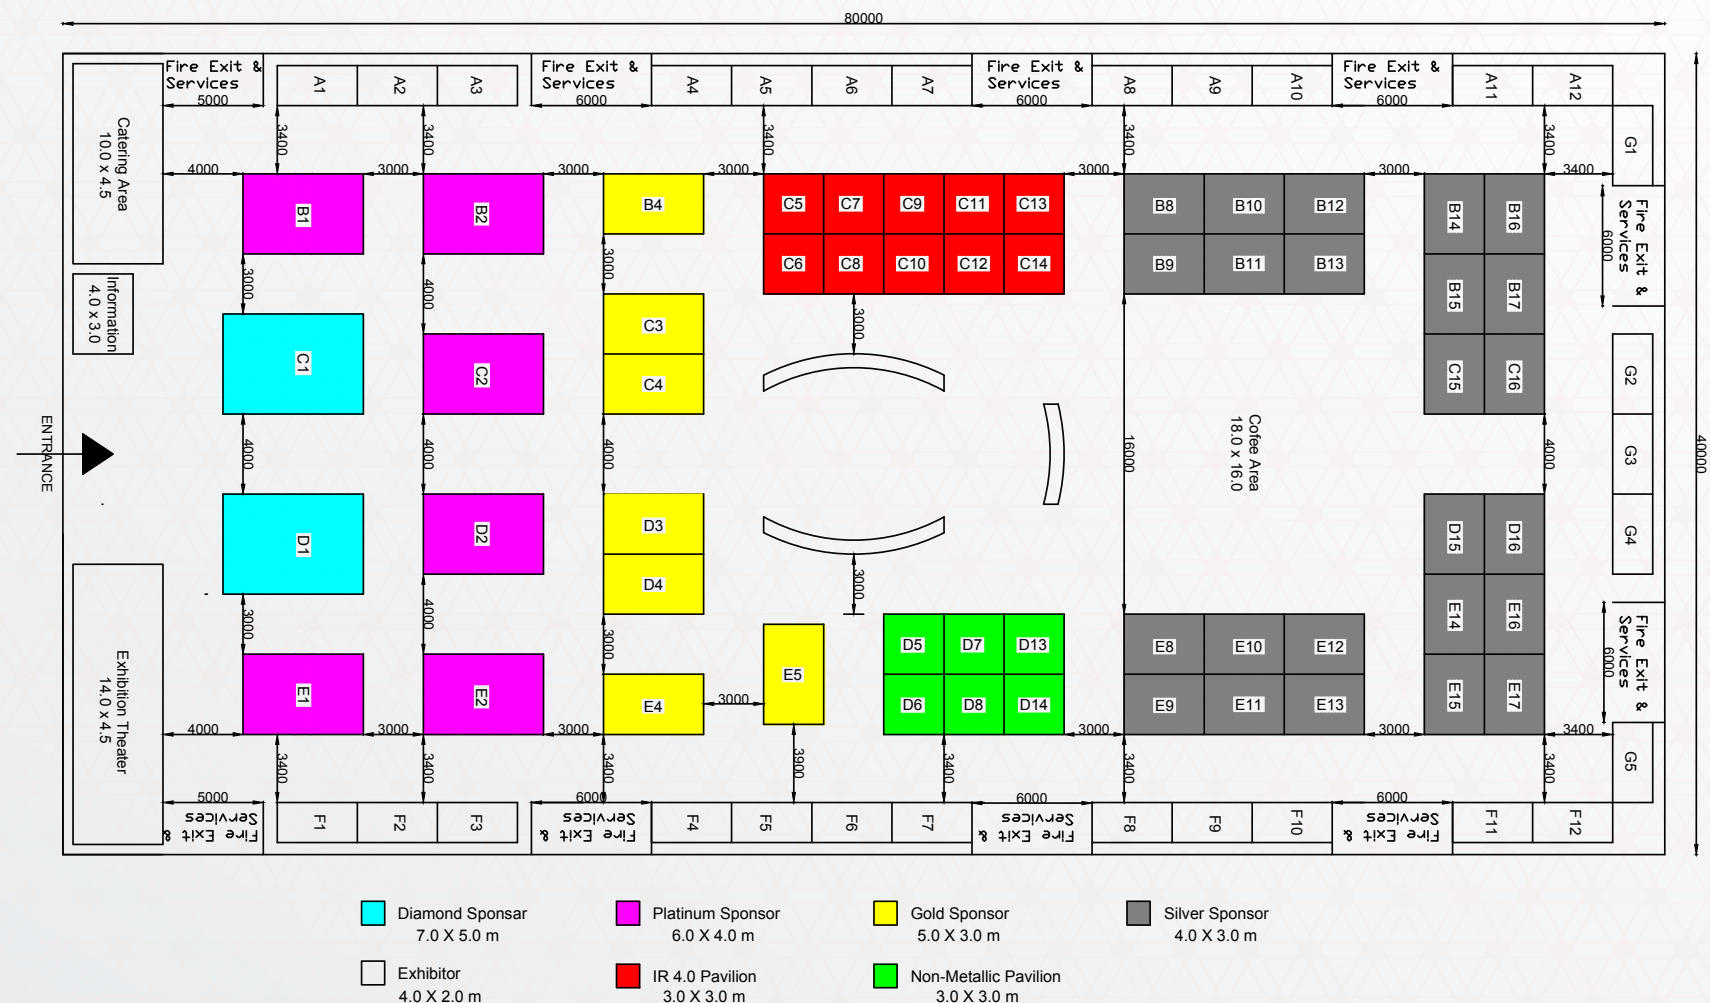 80000
Fire Exit &
Services
5000
A1
A2
A3
Fire Exit &
Services
6000
A4
A5
A6
A7
Fire Exit &
Services
6000
A8
A9
A10
Fire Exit &
Services
6000
A11
A12
Catering Area
10.0 x 4.5
3400
3400
3400
3400
3400
G1
4000
3000
3000
3000
3000
3000
3400
B1
B2
B4
C5
C7
C9
C11
C13
B8
B10
B12
B14
B16
Fire Exit &
Services
6000
C6
C8
C10
C12
C14
B9
B11
B13
3000
4000
3000
Information
4.0 x 3.0
B15
B17
C3
3000
C1
C2
C4
C15
C16
G2
ENTRANCE
4000
4000
4000
16000
Cofee Area
18.0 x 16.0
4000
G3
40000
D1
D2
D3
D15
D16
G4
D4
3000
3000
4000
3000
E14
E16
Fire Exit &
Services
6000
D5
D7
D13
E8
E10
E12
Exhibition Theater
14.0 x 4.5
E1
E2
E4
3000
E5
D6
D8
D14
E9
E11
E13
E15
E17
4000
3000
3000
3000
3000
3400
3400
3400
3400
3900
3400
3400
3400
G5
5000
Fire Exit &
Services
F1
F2
F3
6000
Fire Exit &
Services
F4
F5
F6
F7
6000
Fire Exit &
Services
F8
F9
F10
6000
Fire Exit &
Services
F11
F12
Diamond Sponsar
7.0 X 5.0 m
Platinum Sponsor
6.0 X 4.0 m
Gold Sponsor
5.0 X 3.0 m
Silver Sponsor
4.0 X 3.0 m
Exhibitor
4.0 X 2.0 m
IR 4.0 Pavilion
3.0 X 3.0 m
Non-Metallic Pavilion
3.0 X 3.0 m